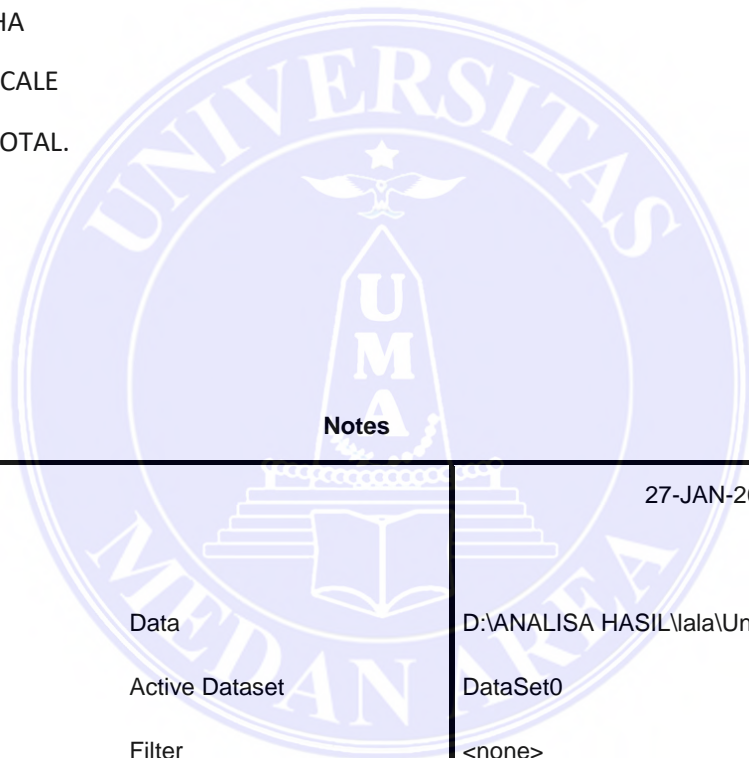 HA
CALE
OTAL.
UNIVERSITAS
U
M
A
Notes
27-JAN-2
Data
D:\ANALISA HASIL\lala\Un
Active Dataset
DataSet0
Filter
<none>
MEDAN AREA